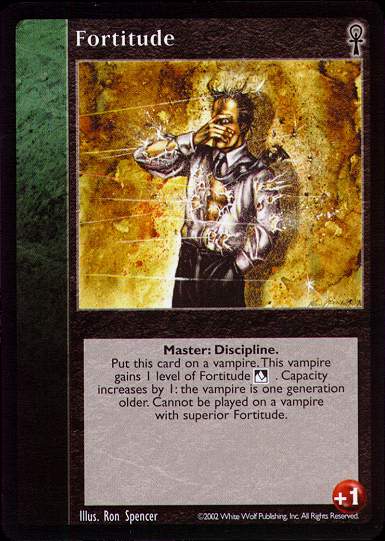 Fortitude
Master: Discipline.
Put this card on a vampire. This vampire
gains 1 level of Fortitude . Capacity
increases by 1: the vampire is one generation
older. Cannot be played on a vampire
with superior Fortitude.
+1
Illus. Ron Spencer
©2002 White Wolf Publishing, Inc. All Rights Reserved.